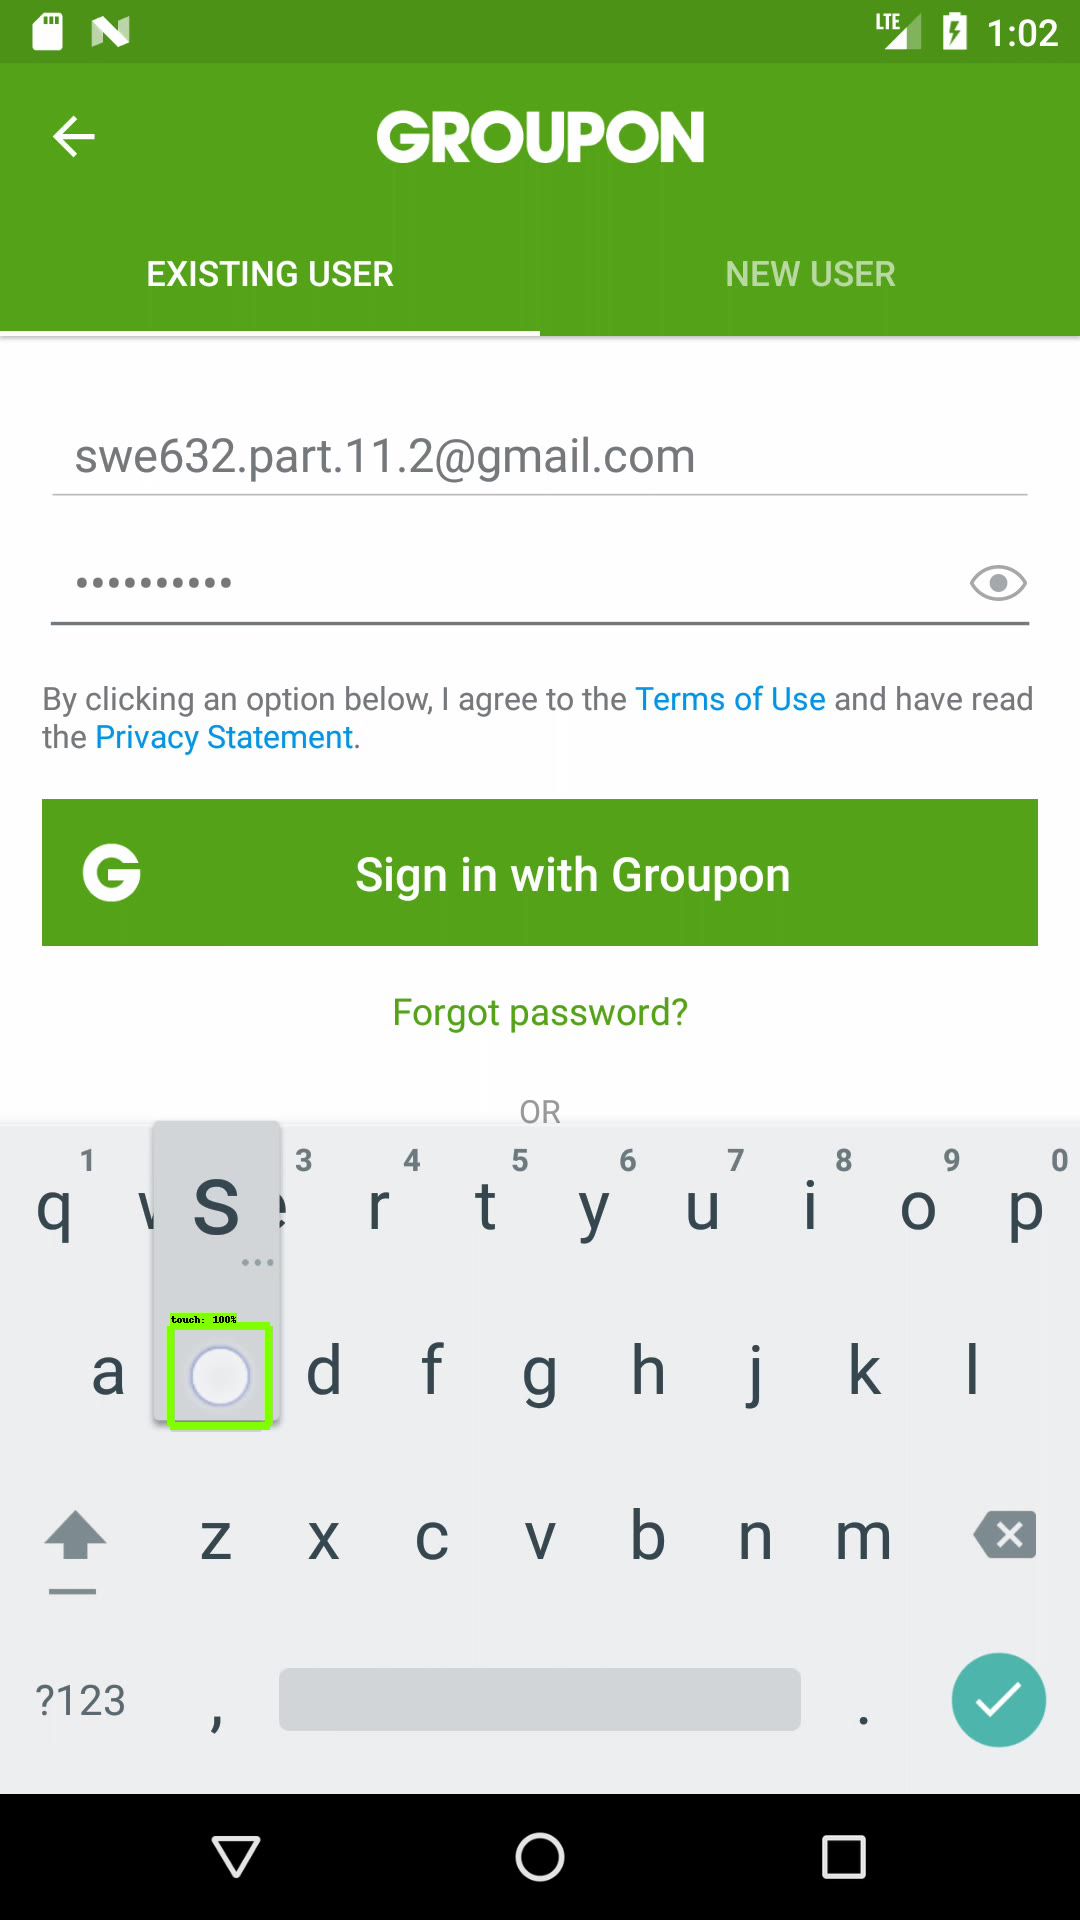 LTE 1:02
GROUPON
EXISTING USER NEW USER
swe632.part.11.2@gmail.com
••••••••••
By clicking an option below, I agree to the Terms of Use and have read
the Privacy Statement.
G Sign in with Groupon
Forgot password?
OR
1 3 4 5 6 7 8 9 0
q s r t y u i o p
touch: 100%
a d f g h j k l
z x c v b n m
?123 , .